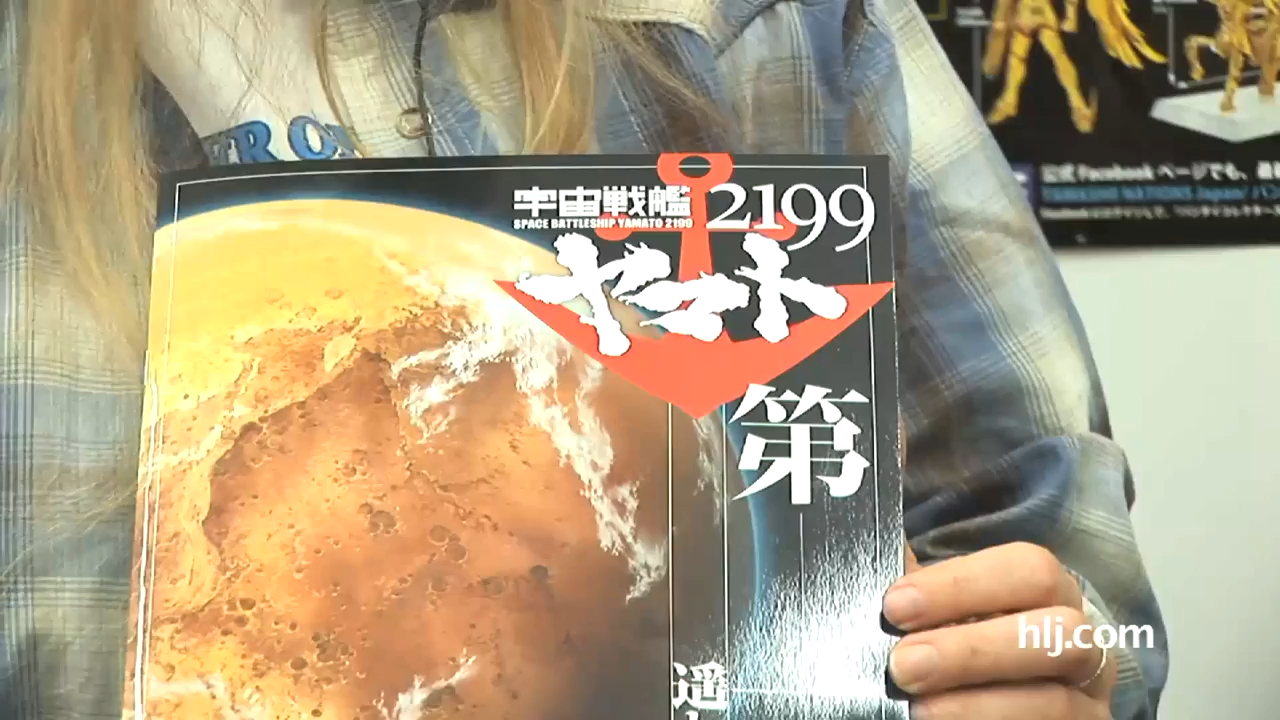 宇宙戦艦
SPACE BATTLESHIP YAMATO 2199
2199
ヤマト
第
遥
公式 Facebook ページでも、最
hlj.com